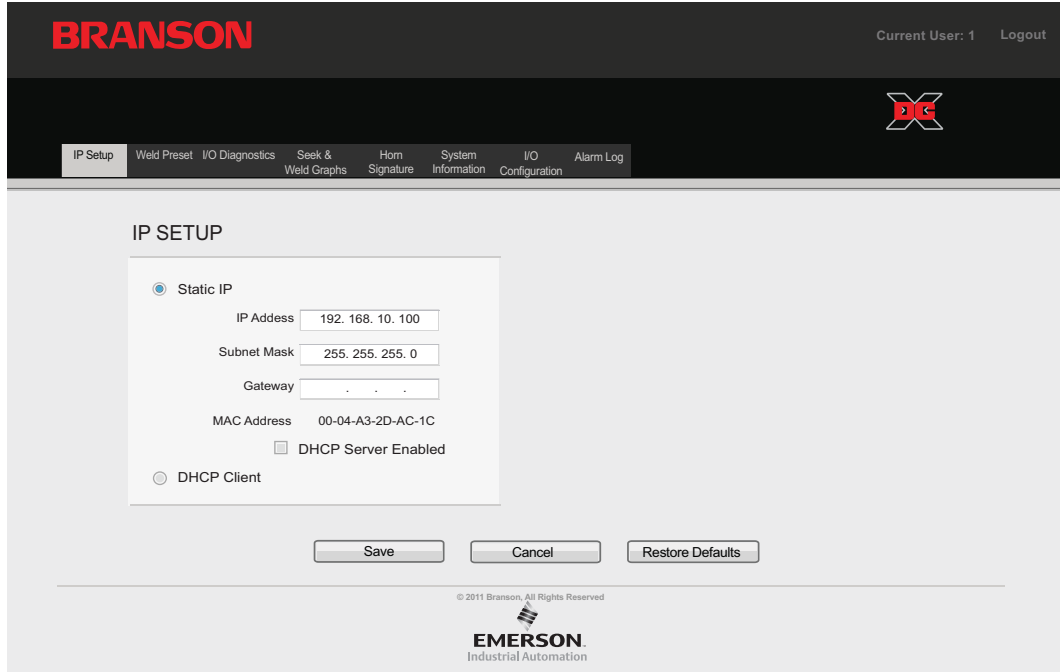 BRANSON
Current User: 1 Logout
DCX
IP Setup Weld Preset I/O Diagnostics Seek & Weld Graphs Horn Signature System Information I/O Configuration Alarm Log
IP SETUP
Static IP
IP Addess 192. 168. 10. 100
Subnet Mask 255. 255. 255. 0
Gateway . . .
MAC Address 00-04-A3-2D-AC-1C
DHCP Server Enabled
DHCP Client
Save Cancel Restore Defaults
© 2011 Branson, All Rights Reserved
EMERSON.
Industrial Automation